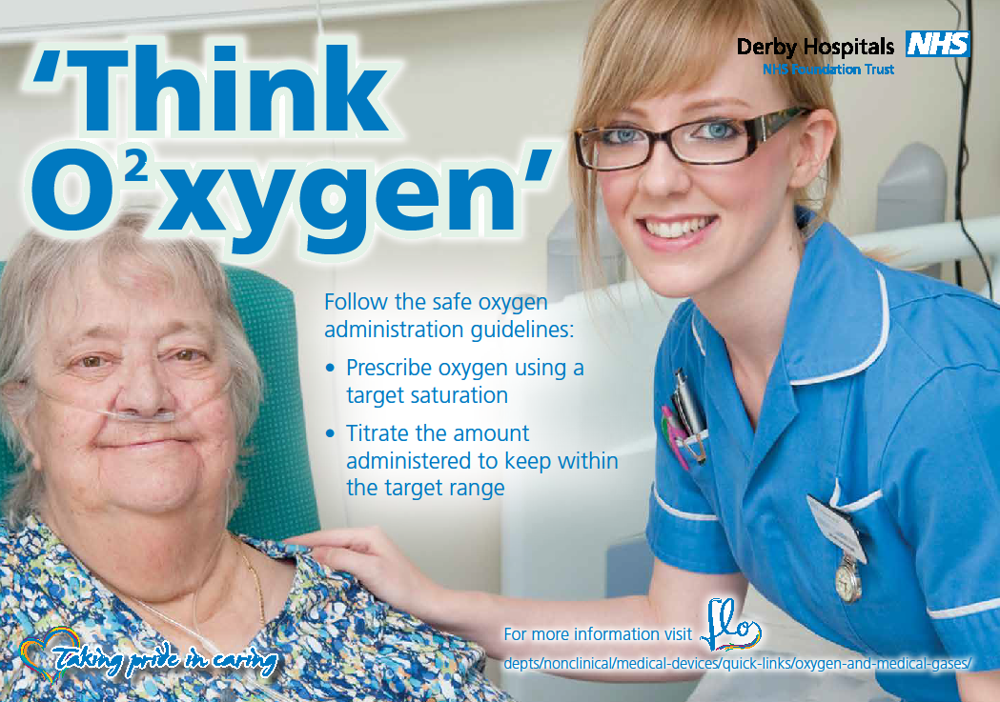 ‘Think
O²xygen’
Derby Hospitals NHS
NHS Foundation Trust
Follow the safe oxygen
administration guidelines:
• Prescribe oxygen using a
target saturation
• Titrate the amount
administered to keep within
the target range
For more information visit flo
depts/nonclinical/medical-devices/quick-links/oxygen-and-medical-gases/
Taking pride in caring